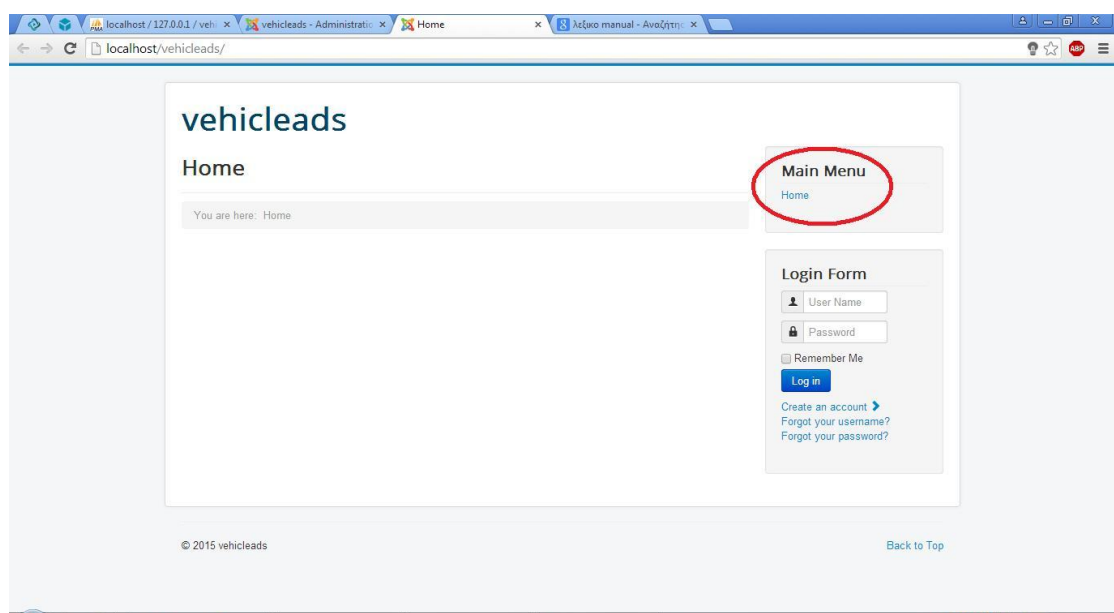 localhost / 127.0.0.1 / vehi
vehicleads - Administratio
Home
λεξικο manual - Αναζήτησ
localhost/vehicleads/
ABP
vehicleads
Home
You are here: Home
Main Menu
Home
Login Form
User Name
Password
Remember Me
Log in
Create an account
Forgot your username?
Forgot your password?
© 2015 vehicleads
Back to Top